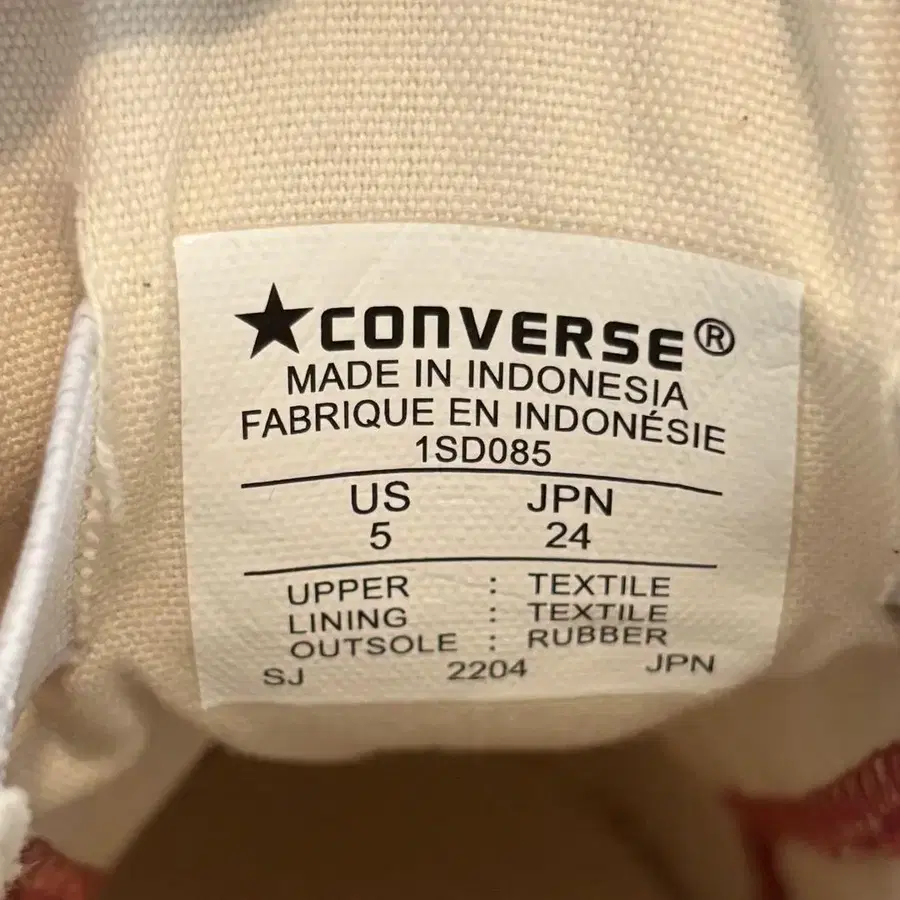 ★CONVERSE®
MADE IN INDONESIA
FABRIQUE EN INDONÉSIE
1SD085
US JPN
5 24
UPPER : TEXTILE
LINING : TEXTILE
OUTSOLE : RUBBER
SJ 2204 JPN